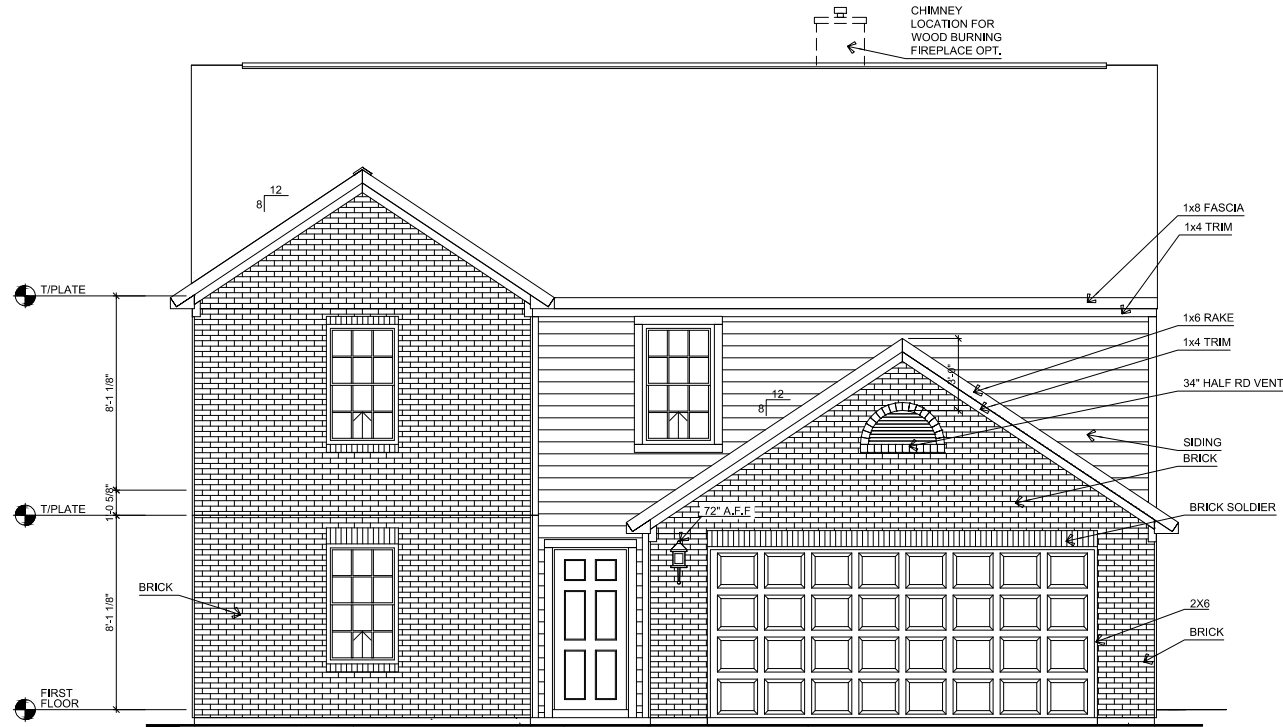 CHIMNEY
LOCATION FOR
WOOD BURNING
FIREPLACE OPT.
12
8
1x8 FASCIA
1x4 TRIM
T/PLATE
1x6 RAKE
1x4 TRIM
34" HALF RD VENT
8'-1 1/8"
12
8
SIDING
BRICK
1'-0 5/8"
T/PLATE
72" A.F.F
BRICK SOLDIER
BRICK
8'-1 1/8"
2X6
BRICK
FIRST
FLOOR